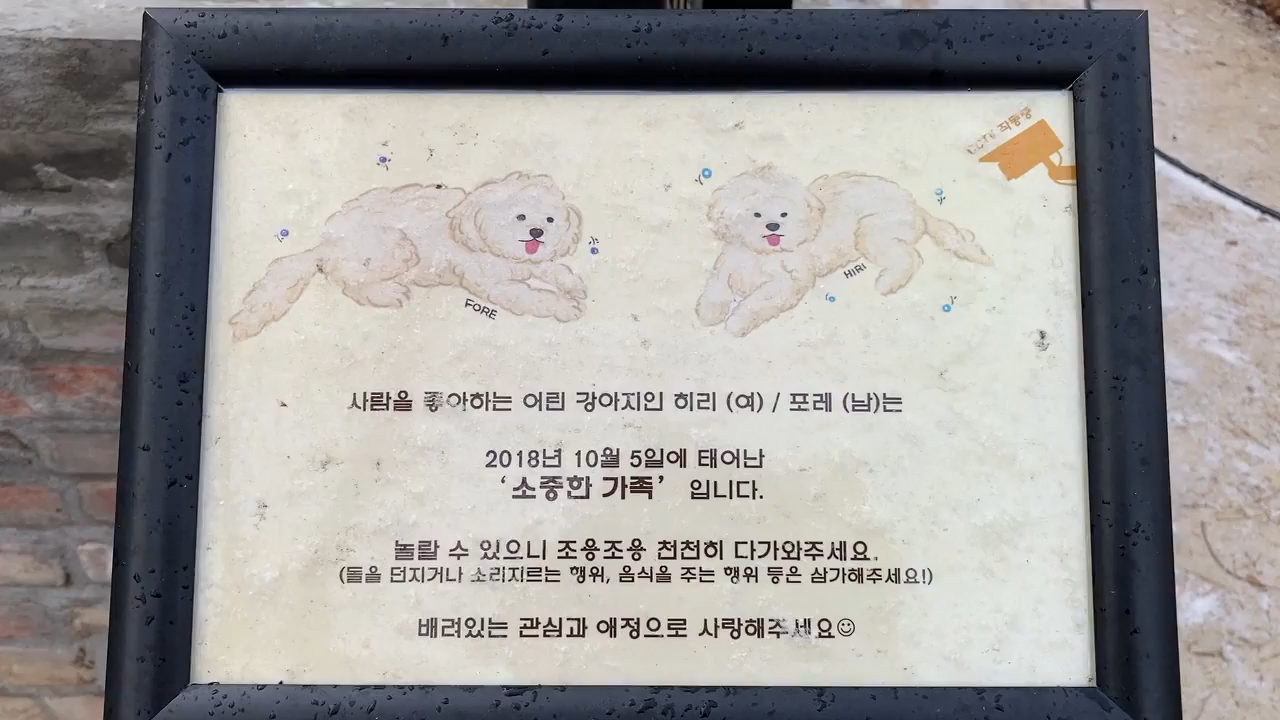 CCTV 작동중
FORE
HIRI
사람을 좋아하는 어린 강아지인 히리 (여) / 포레 (남)는
2018년 10월 5일에 태어난
‘소중한 가족’ 입니다.
놀랄 수 있으니 조용조용 천천히 다가와주세요.
(돌을 던지거나 소리지르는 행위, 음식을 주는 행위 등은 삼가해주세요!)
배려있는 관심과 애정으로 사랑해주세요☺